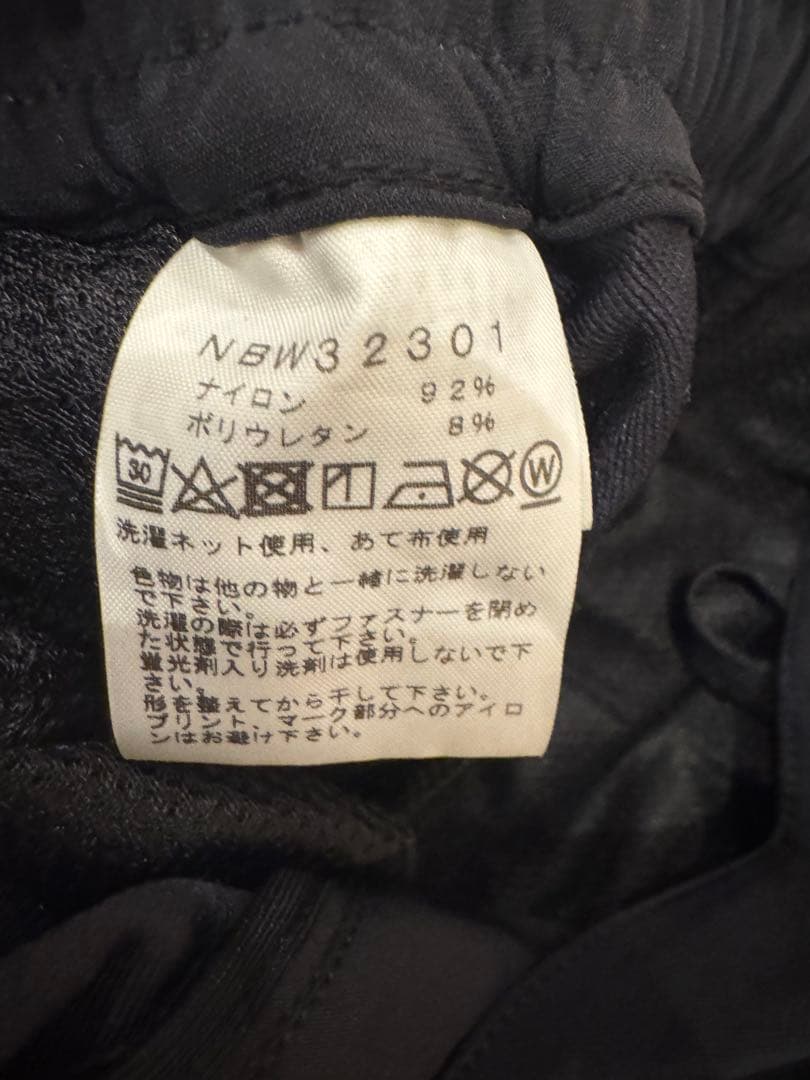 NBW32301
ナイロン 92%
ポリウレタン 8%
30 W
洗濯ネット使用、あて布使用
色物は他の物と一緒に洗濯しない
で下さい。
洗濯の際は必ずファスナーを閉め
た状態で行って下さい。
蛍光剤入り洗剤は使用しないで下
さい。
形を整えてから干して下さい。
プリント、マーク部分へのアイロ
ンはお避け下さい。